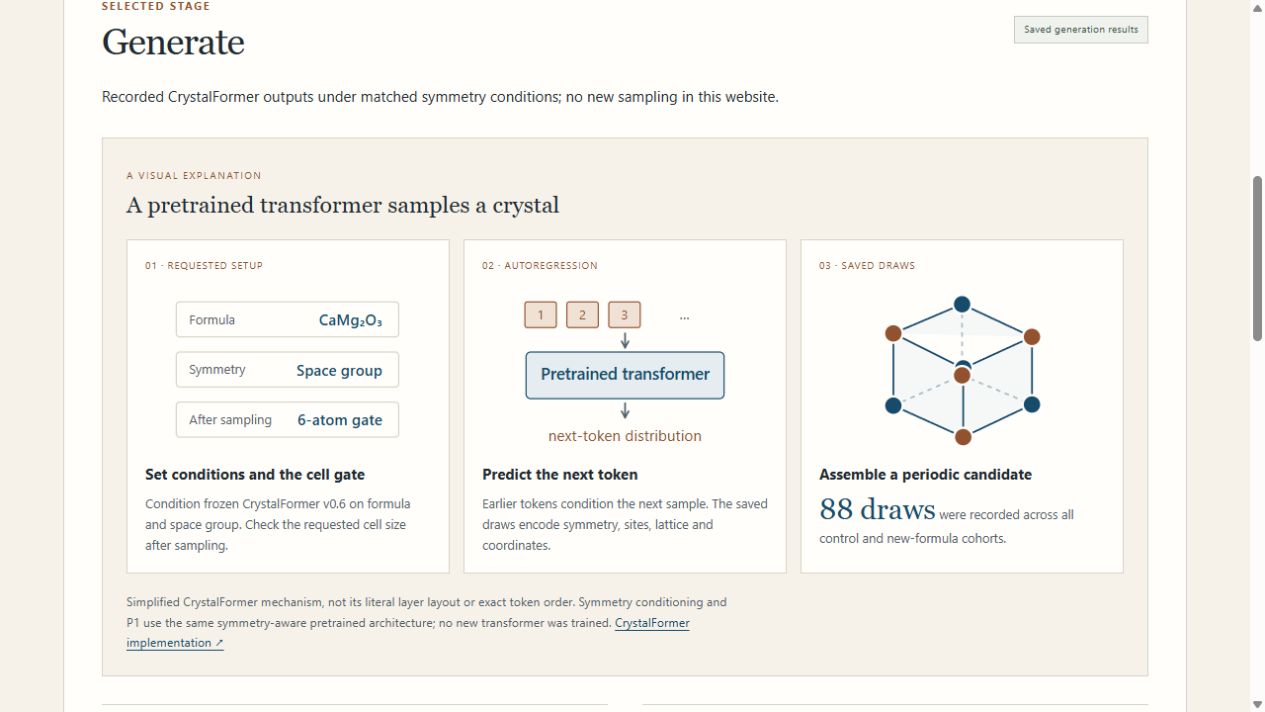 SELECTED STAGE
Generate
Saved generation results
Recorded CrystalFormer outputs under matched symmetry conditions; no new sampling in this website.
A VISUAL EXPLANATION
A pretrained transformer samples a crystal
01 · REQUESTED SETUP
Formula CaMg₂O₃
Symmetry Space group
After sampling 6-atom gate
Set conditions and the cell gate
Condition frozen CrystalFormer v0.6 on formula
and space group. Check the requested cell size
after sampling.
02 · AUTOREGRESSION
1 2 3 ...
Pretrained transformer
next-token distribution
Predict the next token
Earlier tokens condition the next sample. The saved
draws encode symmetry, sites, lattice and
coordinates.
03 · SAVED DRAWS
Assemble a periodic candidate
88 draws were recorded across all
control and new-formula cohorts.
Simplified CrystalFormer mechanism, not its literal layer layout or exact token order. Symmetry conditioning and
P1 use the same symmetry-aware pretrained architecture; no new transformer was trained. CrystalFormer
implementation ↗